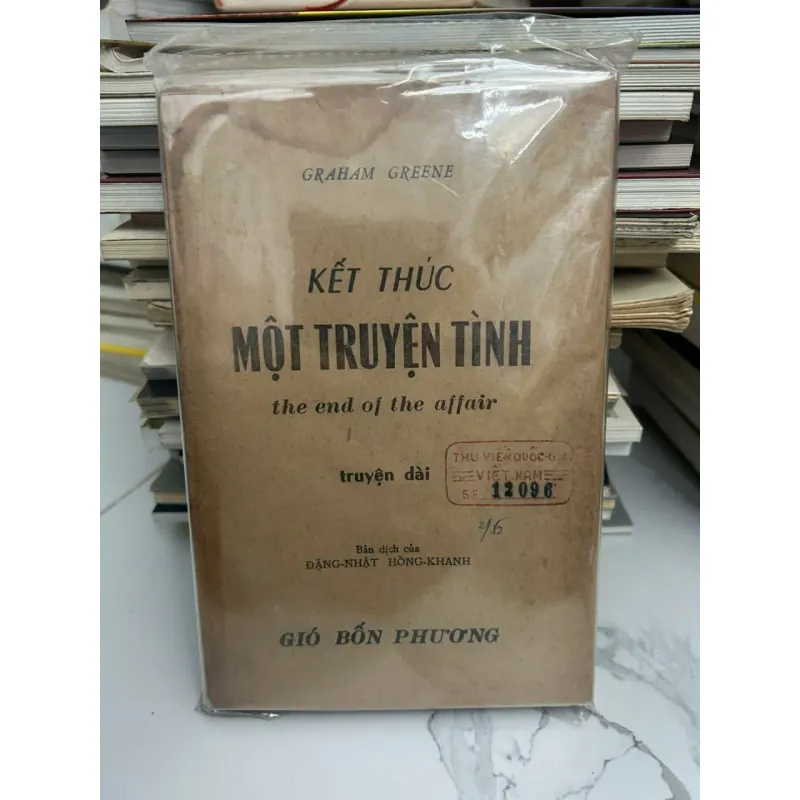 GRAHAM GREENE
KẾT THÚC
MỘT TRUYỆN TÌNH
the end of the affair
truyện dài
THƯ VIỆN QUỐC-GIA
VIỆT NAM
Số 12096
Bản dịch của
ĐẶNG-NHẬT HỒNG-KHANH
GIÓ BỐN PHƯƠNG